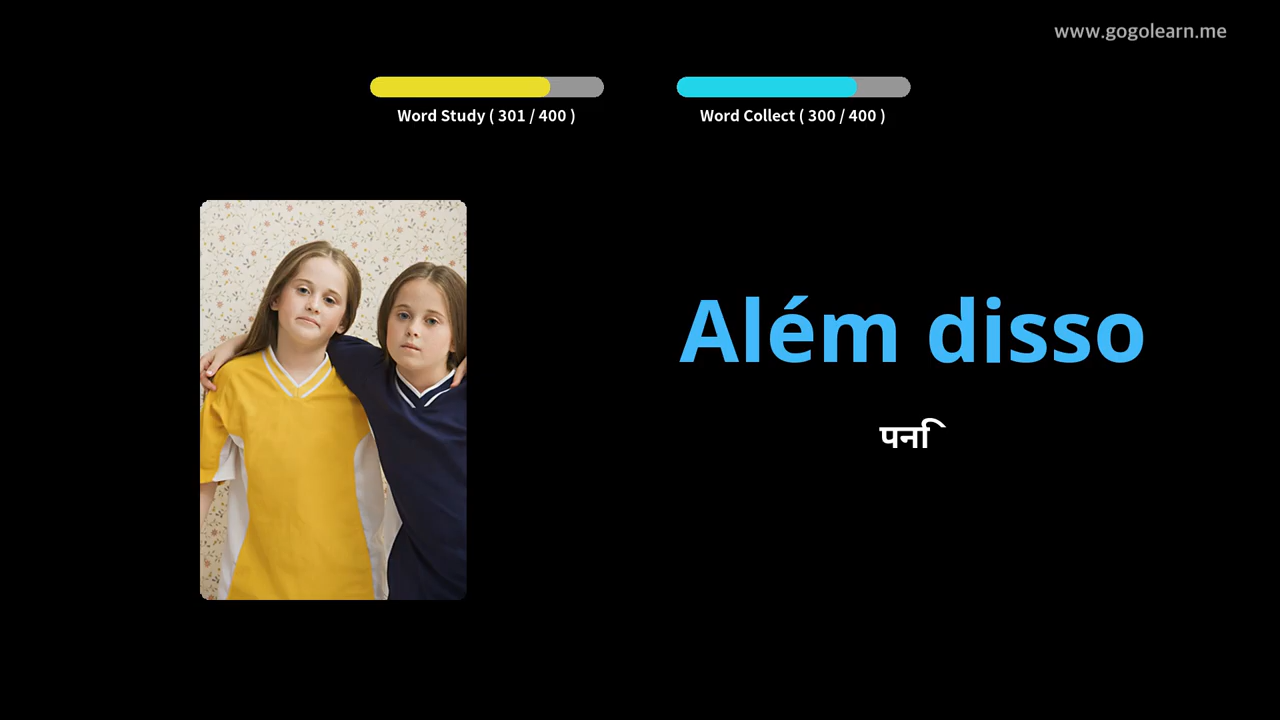 www.gogolearn.me
Word Study ( 301 / 400 )
Word Collect ( 300 / 400 )
Além disso
पनि